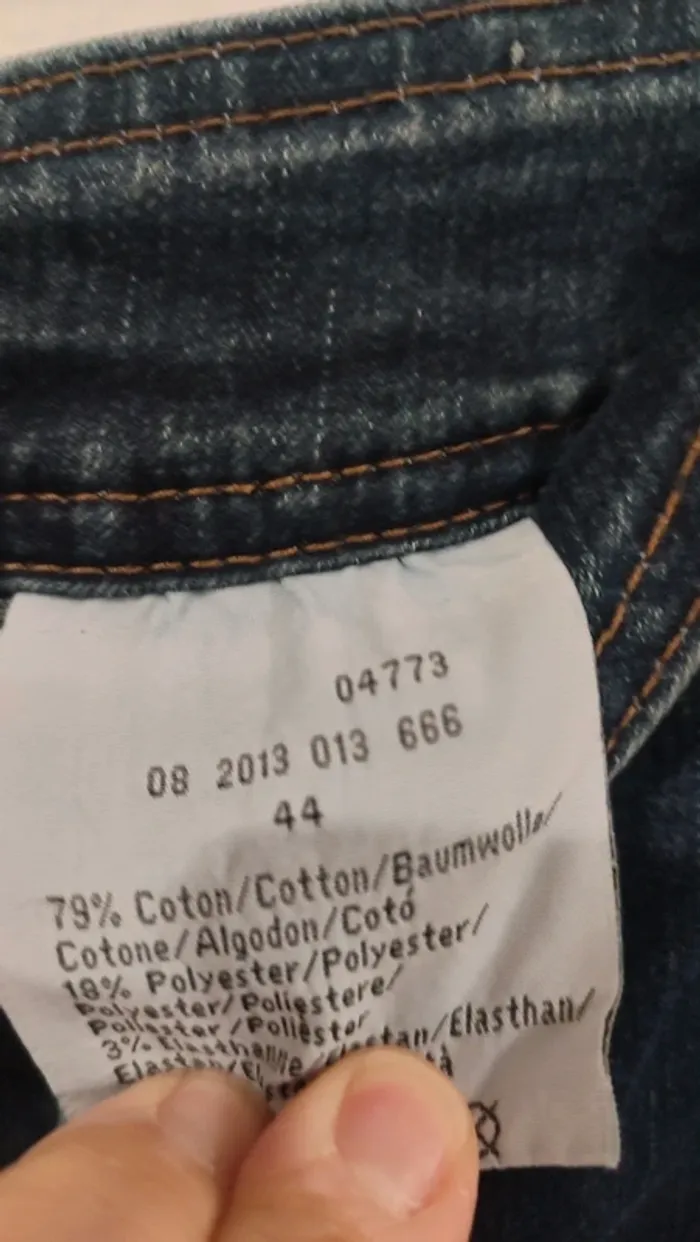 04773
08 2013 013 666
44
79% Coton/Cotton/Baumwolle/
Cotone/Algodon/Cotó
18% Polyester/Polyester/
Polyester/Poliestere/
Poliester/Polièster
3% Elasthanne/Elastan/Elasthan/